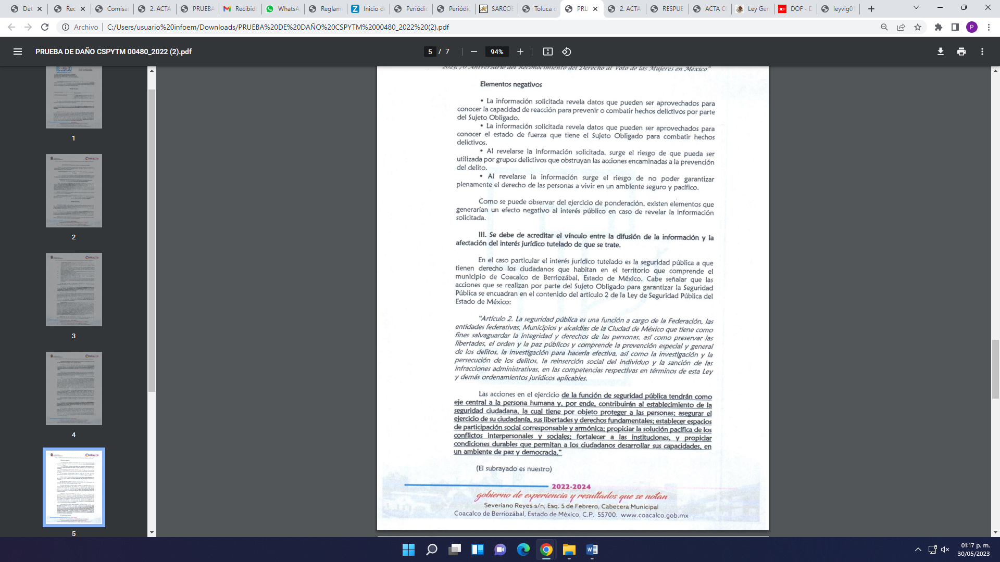 Det
Rec
Comisa
2. ACTA
PRUEBA
Recibido
WhatsA
Reglam
Inicio d
Periódic
Periódic
SARCOE
Toluca
PRU
2. ACTA
RESPUE
ACTA C
Ley Gen
DOF - D
leyvig01
Archivo
C:/Users/usuario%20infoem/Downloads/PRUEBA%20DE%20DAÑO%20CSPYTM%2000480_2022%20(2).pdf
P
PRUEBA DE DAÑO CSPYTM 00480_2022 (2).pdf
5 / 7
94%
1
2
3
4
5
2023, 70 Aniversario del Reconocimiento del Derecho al Voto de las Mujeres en México"
Elementos negativos
• La información solicitada revela datos que pueden ser aprovechados para
conocer la capacidad de reacción para prevenir o combatir hechos delictivos por parte
del Sujeto Obligado.
• La información solicitada revela datos que pueden ser aprovechados para
conocer el estado de fuerza que tiene el Sujeto Obligado para combatir hechos
delictivos.
• Al revelarse la información solicitada, surge el riesgo de que pueda ser
utilizada por grupos delictivos que obstruyan las acciones encaminadas a la prevención
del delito.
• Al revelarse la información surge el riesgo de no poder garantizar
plenamente el derecho de las personas a vivir en un ambiente seguro y pacífico.
Como se puede observar del ejercicio de ponderación, existen elementos que
generarían un efecto negativo al interés público en caso de revelar la información
solicitada.
III. Se debe de acreditar el vínculo entre la difusión de la información y la
afectación del interés jurídico tutelado de que se trate.
En el caso particular el interés jurídico tutelado es la seguridad pública a que
tienen derecho los ciudadanos que habitan en el territorio que comprende el
municipio de Coacalco de Berriozábal, Estado de México. Cabe señalar que las
acciones que se realizan por parte del Sujeto Obligado para garantizar la Seguridad
Pública se encuadran en el contenido del artículo 2 de la Ley de Seguridad Pública del
Estado de México:
"Artículo 2. La seguridad pública es una función a cargo de la Federación, las
entidades federativas, Municipios y alcaldías de la Ciudad de México que tiene como
fines salvaguardar la integridad y derechos de las personas, así como preservar las
libertades, el orden y la paz públicos y comprende la prevención especial y general
de los delitos, la investigación para hacerla efectiva, así como la investigación y la
persecución de los delitos, la reinserción social del individuo y la sanción de las
infracciones administrativas, en las competencias respectivas en términos de esta Ley
y demás ordenamientos jurídicos aplicables.
Las acciones en el ejercicio de la función de seguridad pública tendrán como
eje central a la persona humana y, por ende, contribuirán al establecimiento de la
seguridad ciudadana, la cual tiene por objeto proteger a las personas; asegurar el
ejercicio de su ciudadanía, sus libertades y derechos fundamentales; establecer espacios
de participación social corresponsable y armónica; propiciar la solución pacífica de los
conflictos interpersonales y sociales; fortalecer a las instituciones, y propiciar
condiciones durables que permitan a los ciudadanos desarrollar sus capacidades, en
un ambiente de paz y democracia."
(El subrayado es nuestro)
2022-2024
gobierno de experiencia y resultados que se notan
Severiano Reyes s/n, Esq. 5 de Febrero, Cabecera Municipal
Coacalco de Berriozábal, Estado de México, C.P. 55700. www.coacalco.gob.mx
01:17 p. m.
30/05/2023